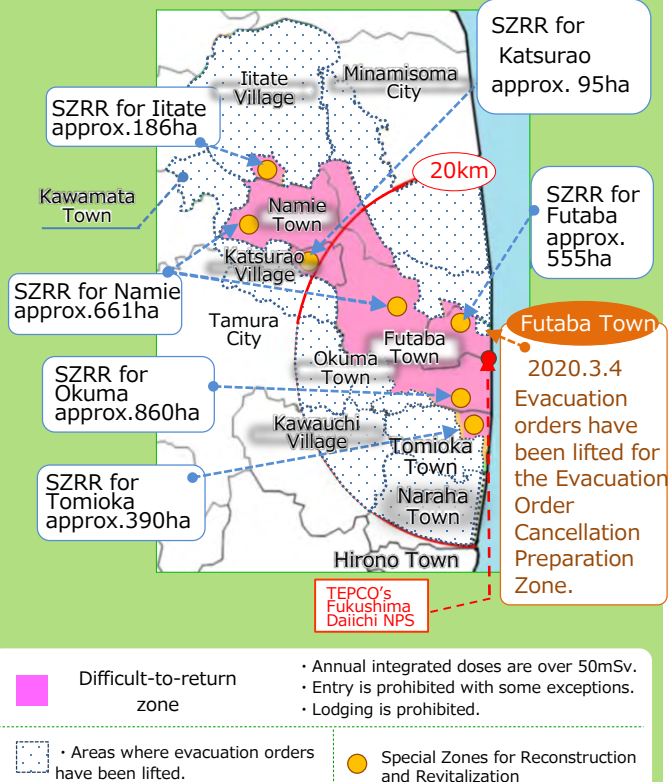 SZRR for
Katsurao
approx. 95ha
Iitate
Village
Minamisoma
City
SZRR for Iitate
approx.186ha
20km
Kawamata
Town
Namie
Town
SZRR for
Futaba
approx.
555ha
Katsurao
Village
SZRR for Namie
approx.661ha
Tamura
City
Futaba Town
Futaba
Town
Okuma
Town
SZRR for
Okuma
approx.860ha
2020.3.4
Evacuation
orders have
been lifted for
the Evacuation
Order
Cancellation
Preparation
Zone.
Kawauchi
Village
Tomioka
Town
SZRR for
Tomioka
approx.390ha
Naraha
Town
Hirono Town
TEPCO's
Fukushima
Daiichi NPS
Difficult-to-return
zone
・Annual integrated doses are over 50mSv.
・Entry is prohibited with some exceptions.
・Lodging is prohibited.
・Areas where evacuation orders
have been lifted.
Special Zones for Reconstruction
and Revitalization